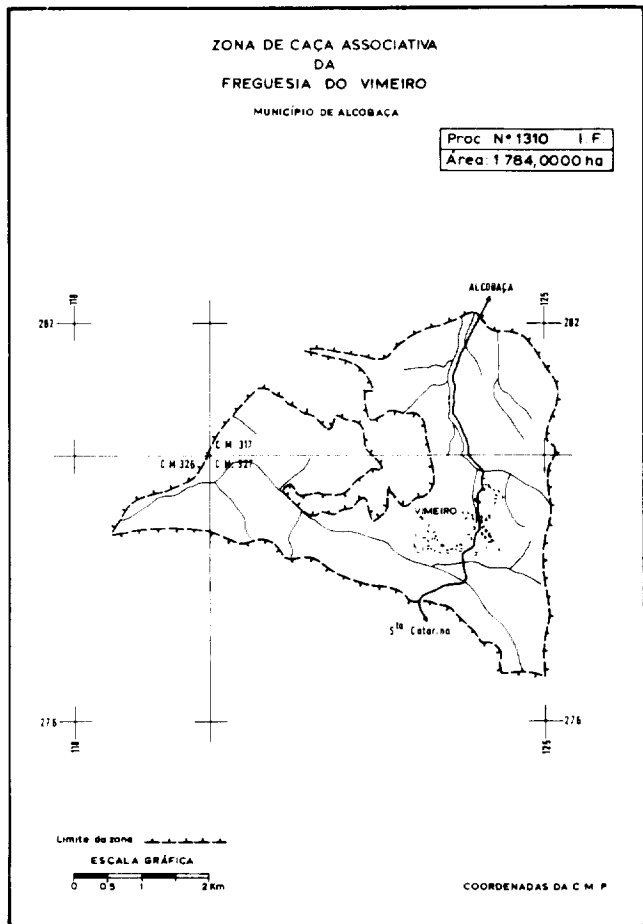 ZONA DE CAÇA ASSOCIATIVA
DA
FREGUESIA DO VIMEIRO
MUNICÍPIO DE ALCOBAÇA
Proc Nº 1310 I. F.
Área: 1 784,0000 ha
ALCOBAÇA
118
125
282
282
C M. 317
C M. 326
C M. 327
VIMEIRO
Sta Catarina
276
276
118
125
Limite da zona
ESCALA GRÁFICA
0 0.5 1 2 Km
COORDENADAS DA C M P